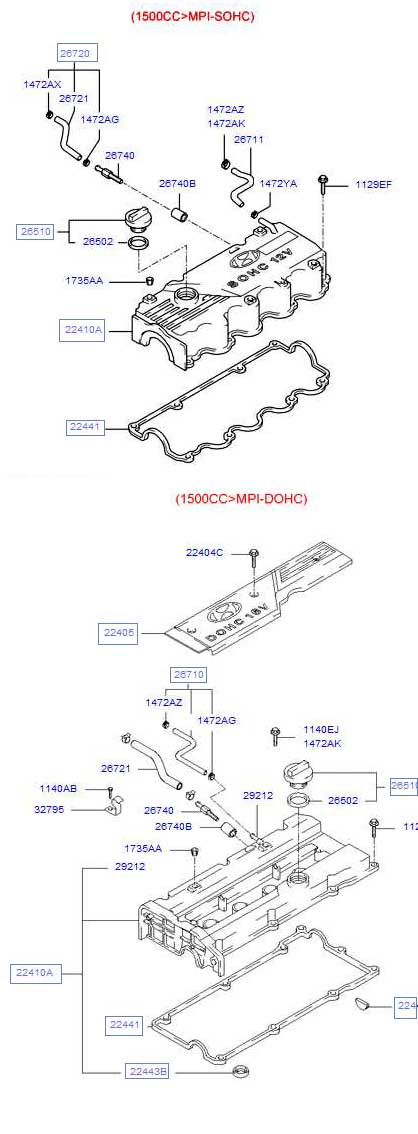 (1500CC>MPI-SOHC)
26720
1472AX
26721
1472AG
26740
1472AZ
1472AK
26711
26740B
1472YA
1129EF
26510
26502
SOHC 12V
1735AA
22410A
22441
(1500CC>MPI-DOHC)
22404C
DOHC 16V
22405
26710
1472AZ
1472AG
1140EJ
1472AK
26721
26510
1140AB
29212
26502
32795
26740
26740B
112
1735AA
29212
22410A
22441
224
22443B